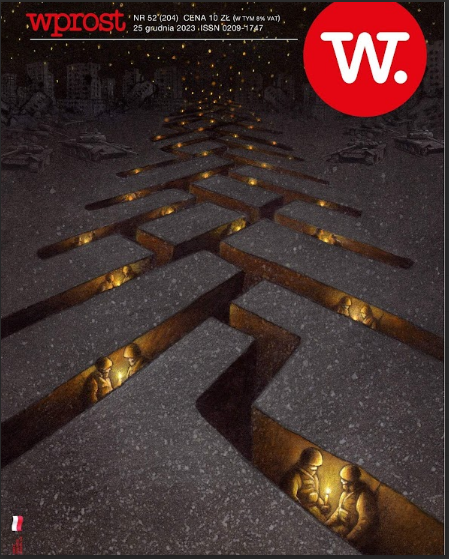 wprost
NR 52 (204) CENA 10 ZŁ (W TYM 8% VAT)
25 grudnia 2023 ISSN 0209-1747
W.